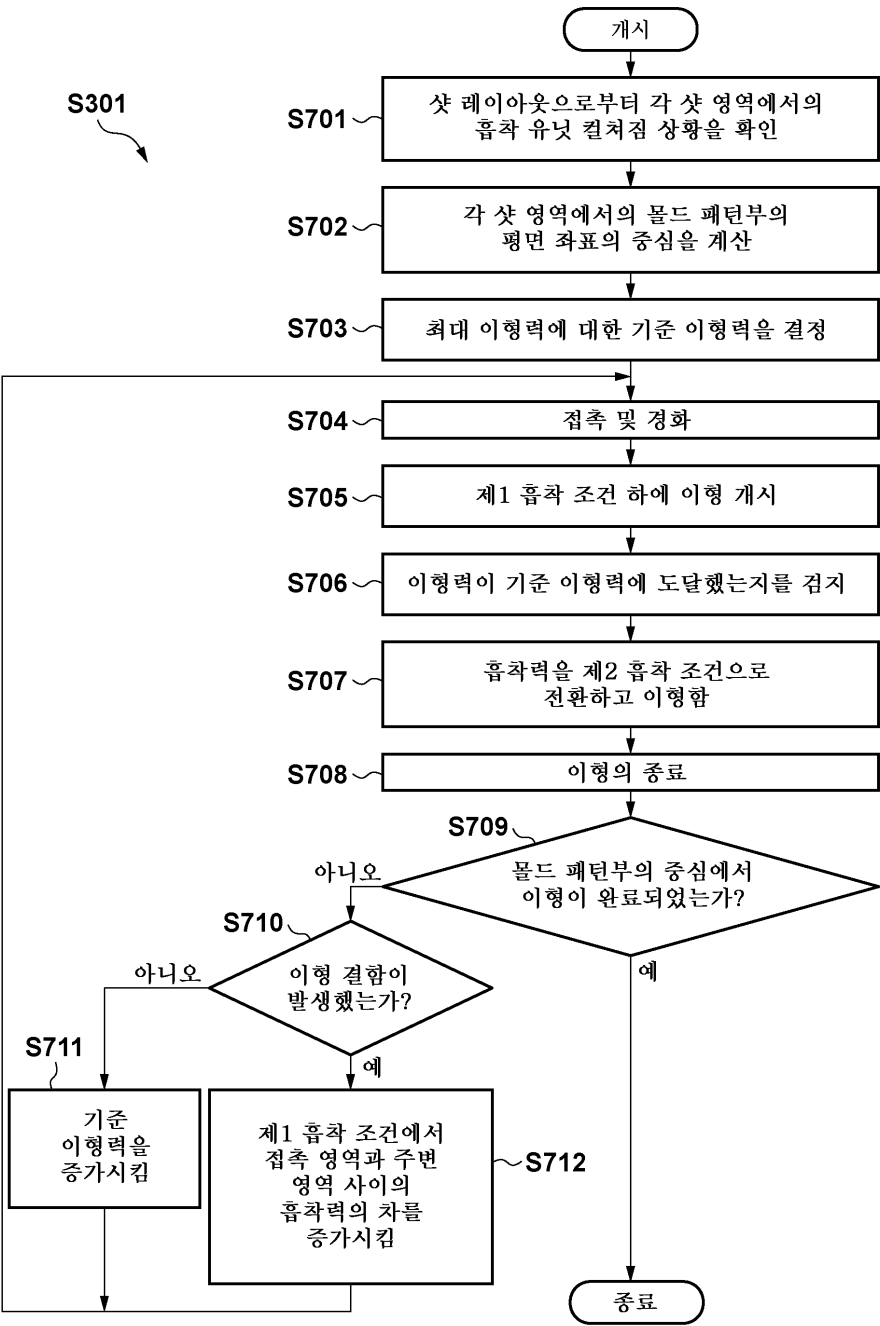 개시
S301
S701
샷 레이아웃으로부터 각 샷 영역에서의
흡착 유닛 걸쳐짐 상황을 확인
S702
각 샷 영역에서의 몰드 패턴부의
평면 좌표의 중심을 계산
S703
최대 이형력에 대한 기준 이형력을 결정
S704
접촉 및 경화
S705
제1 흡착 조건 하에 이형 개시
S706
이형력이 기준 이형력에 도달했는지를 검지
S707
흡착력을 제2 흡착 조건으로
전환하고 이형함
S708
이형의 종료
S709
몰드 패턴부의 중심에서
이형이 완료되었는가?
아니오
예
S710
이형 결함이
발생했는가?
아니오
예
S711
기준
이형력을
증가시킴
S712
제1 흡착 조건에서
접촉 영역과 주변
영역 사이의
흡착력의 차를
증가시킴
종료